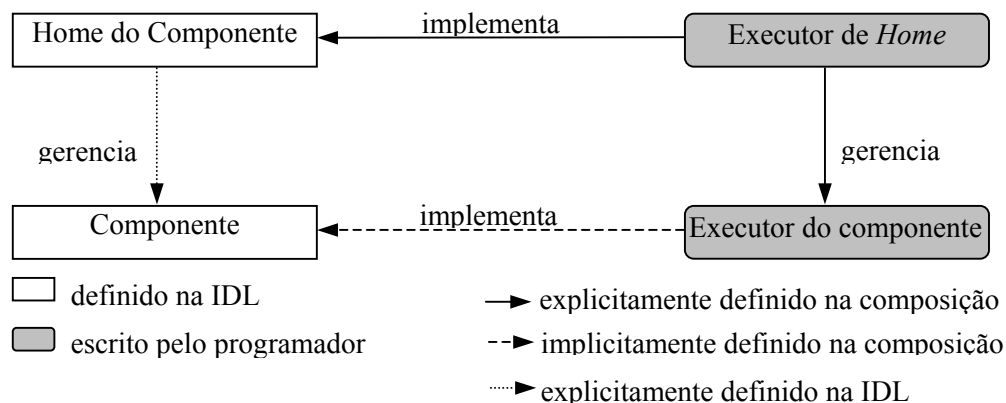 Home do Componente
implementa
Executor de Home
gerencia
gerencia
Componente
implementa
Executor do componente
definido na IDL
escrito pelo programador
explicitamente definido na composição
implicitamente definido na composição
explicitamente definido na IDL